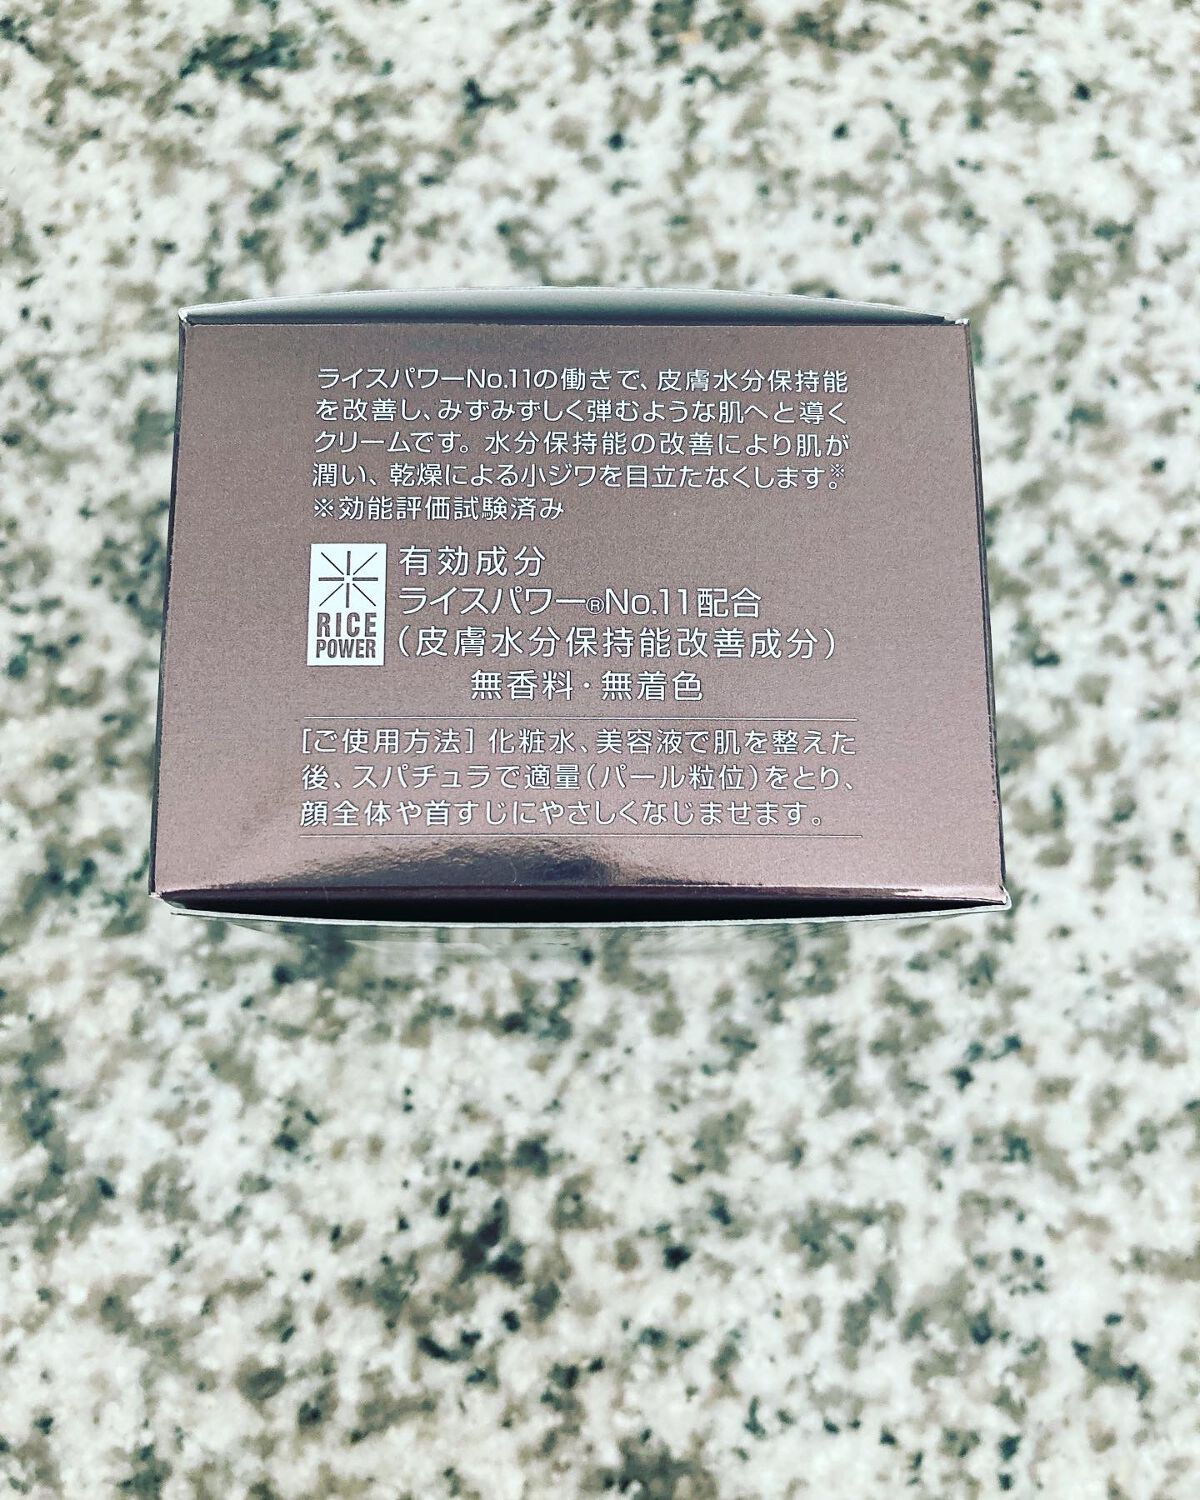 ライスパワーNo.11の働きで、皮膚水分保持能
を改善し、みずみずしく弾むような肌へと導く
クリームです。水分保持能の改善により肌が
潤い、乾燥による小ジワを目立たなくします。※
※効能評価試験済み
RICE
POWER
有効成分
ライスパワー®No.11配合
（皮膚水分保持能改善成分）
無香料・無着色
[ご使用方法] 化粧水、美容液で肌を整えた
後、スパチュラで適量（パール粒位）をとり、
顔全体や首すじにやさしくなじませます。